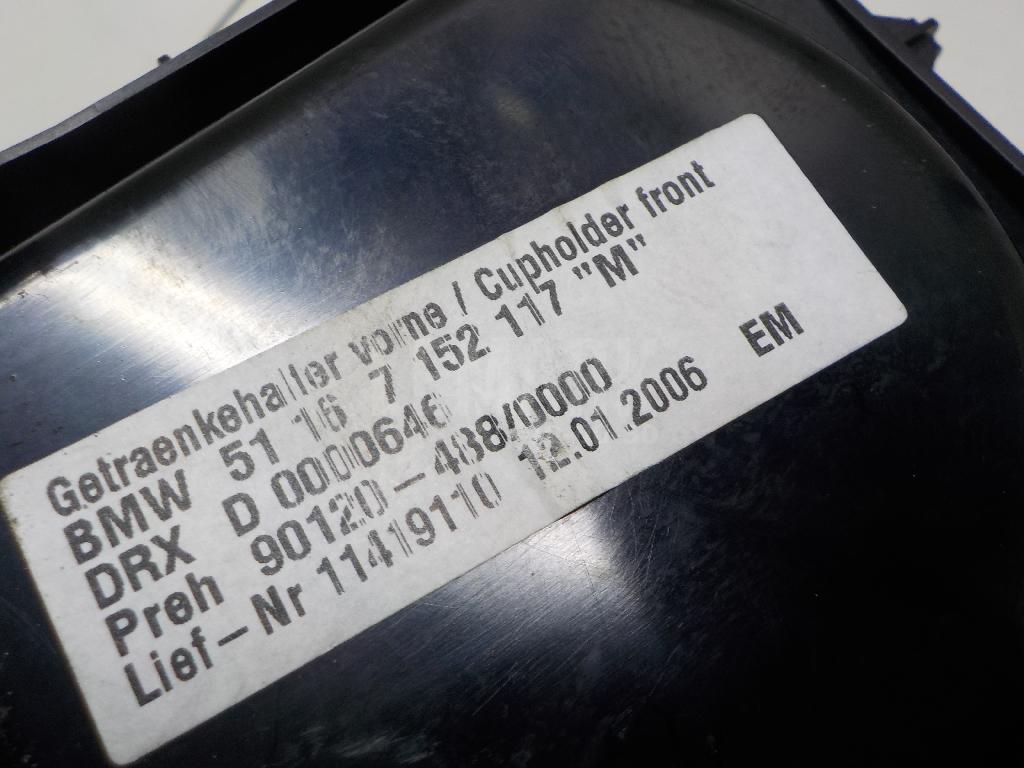 Getraenkehalter vorne / Cupholder front
BMW 51 16 7 152 117 "M"
DRX D 0000646
Preh 90120-488/0000
Lief-Nr 11419110 12.01.2006 EM